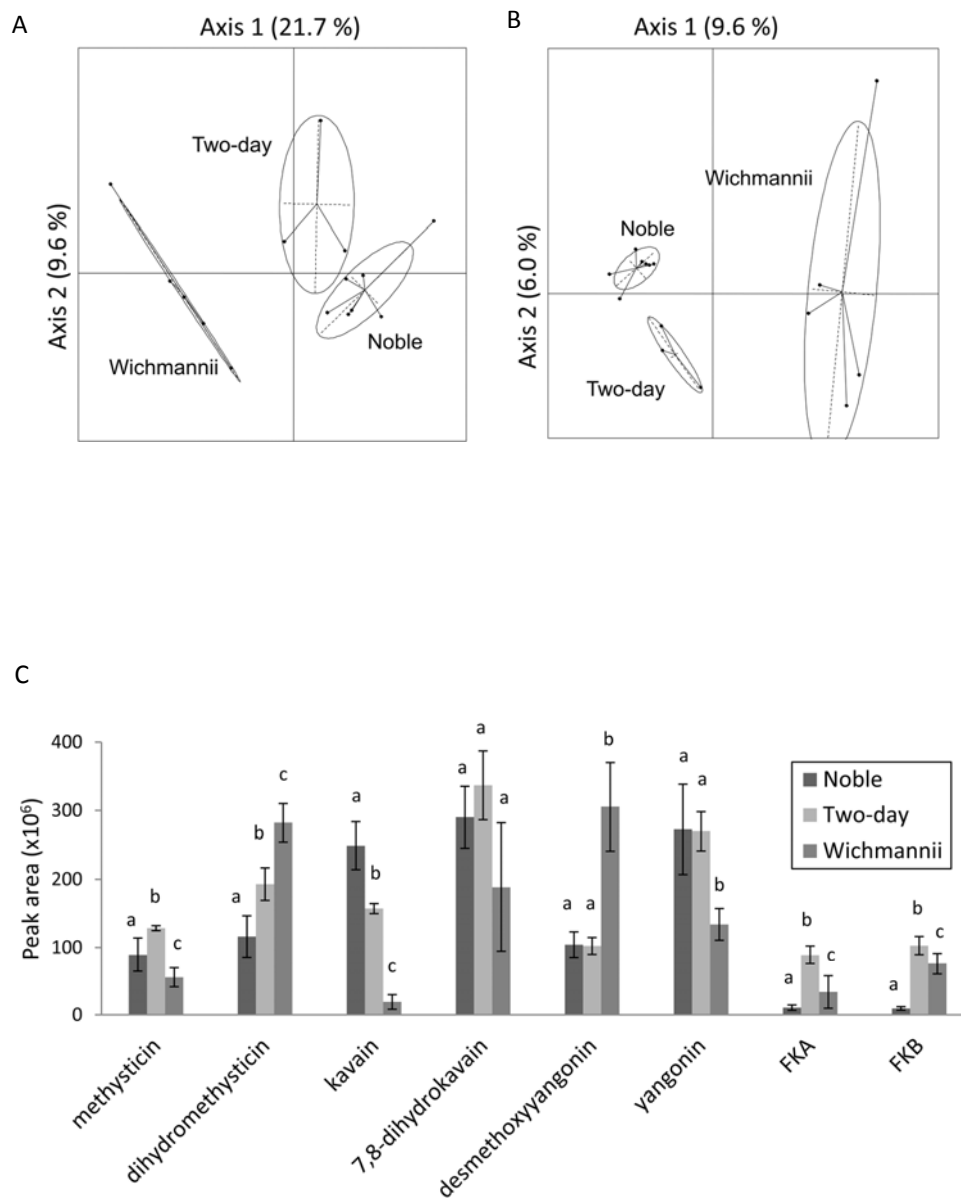 A
Axis 1 (21.7 %)
Axis 2 (9.6 %)
Two-day
Wichmannii
Noble
B
Axis 1 (9.6 %)
Axis 2 (6.0 %)
Wichmannii
Noble
Two-day
C
Peak area (x10⁶)
400
300
200
100
0
a b c
a b c
a b c
a a a
a a b
a a b
a b c
a b c
Noble
Two-day
Wichmannii
methysticin
dihydromethysticin
kavain
7,8-dihydrokavain
desmethoxyyangonin
yangonin
FKA
FKB